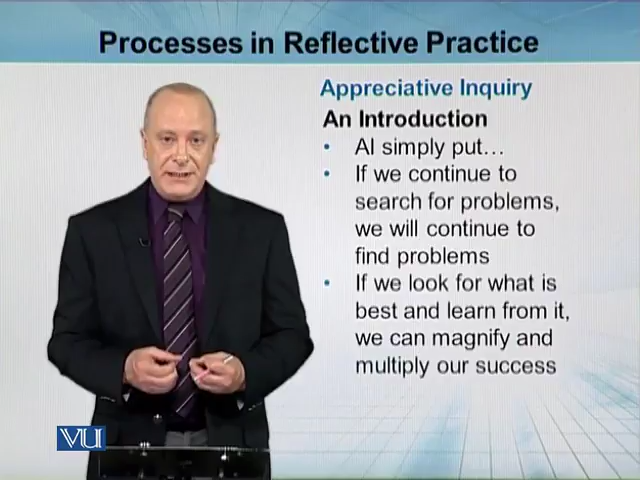 Processes in Reflective Practice
Appreciative Inquiry
An Introduction
• AI simply put…
• If we continue to
search for problems,
we will continue to
find problems
• If we look for what is
best and learn from it,
we can magnify and
multiply our success
VU